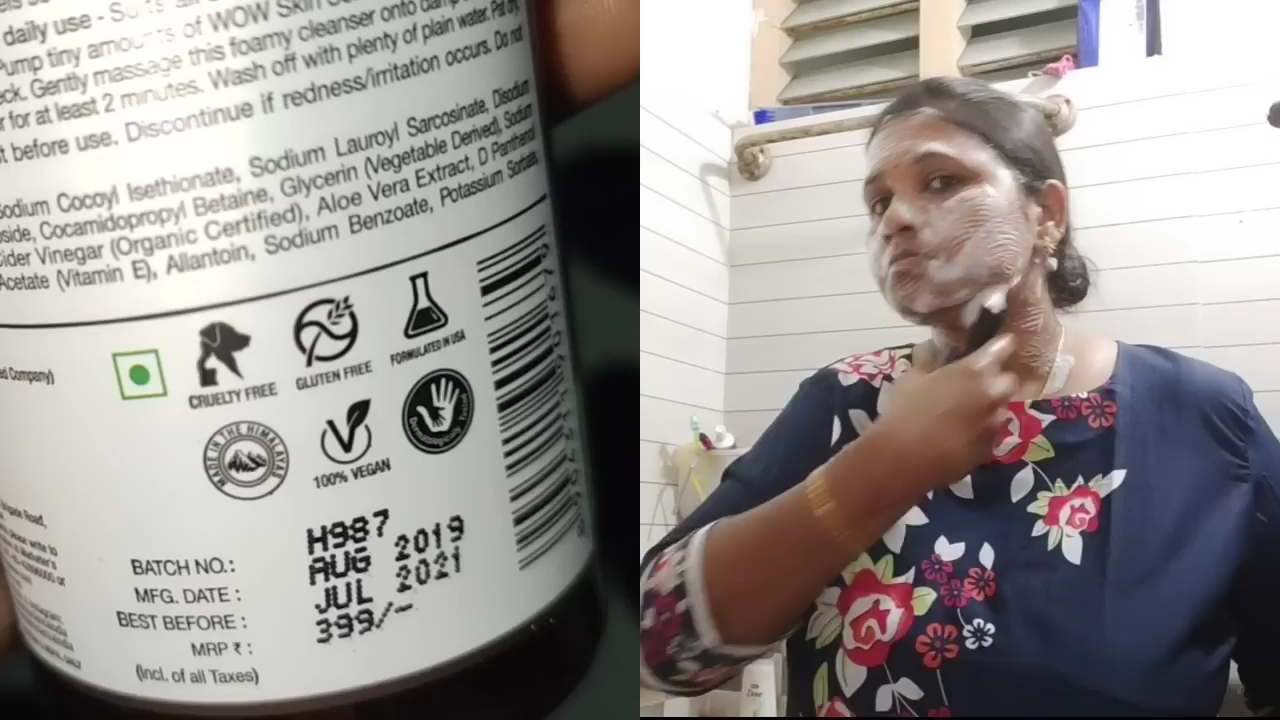 daily use - Suits all
Pump tiny amounts of WOW Skin
Gently massage this foamy cleanser onto damp
for at least 2 minutes. Wash off with plenty of plain water. Pat dry.
before use. Discontinue if redness/irritation occurs. Do not
Sodium Cocoyl Isethionate, Sodium Lauroyl Sarcosinate, Disodium
Cocamidopropyl Betaine, Glycerin (Vegetable Derived), Sodium
Vinegar (Organic Certified), Aloe Vera Extract, D Panthenol
Acetate (Vitamin E), Allantoin, Sodium Benzoate, Potassium Sorbate,
Company)
CRUELTY FREE
GLUTEN FREE
FORMULATED IN USA
MADE IN THE HIMALAYAS
100% VEGAN
Dermatologically Tested
BATCH NO.: H987
MFG. DATE : AUG 2019
BEST BEFORE : JUL 2021
MRP ₹ : 399/-
(Incl. of all Taxes)
Dove